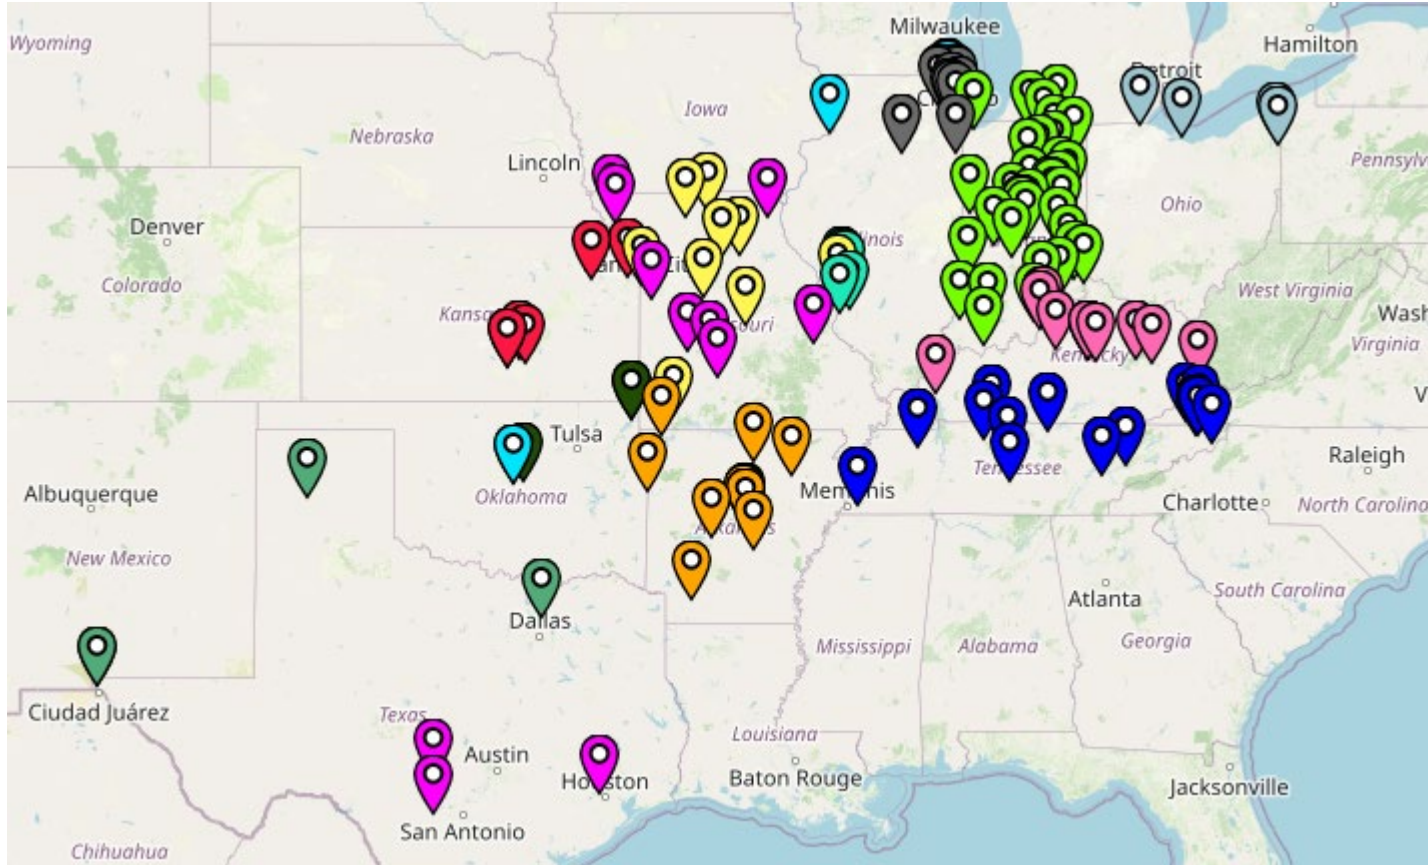 Milwaukee
Wyoming
Hamilton
Detroit
Iowa
Nebraska
Lincoln
Pennsylv
Ohio
Denver
Colorado
West Virginia
Wash
Virginia
Kentucky
Tulsa
Oklahoma
Albuquerque
New Mexico
Memphis
Tennessee
Raleigh
Charlotte
North Carolina
Arkansas
Dallas
Atlanta
South Carolina
Mississippi
Alabama
Georgia
Ciudad Juárez
Texas
Austin
Louisiana
Houston
Baton Rouge
Jacksonville
San Antonio
Chihuahua